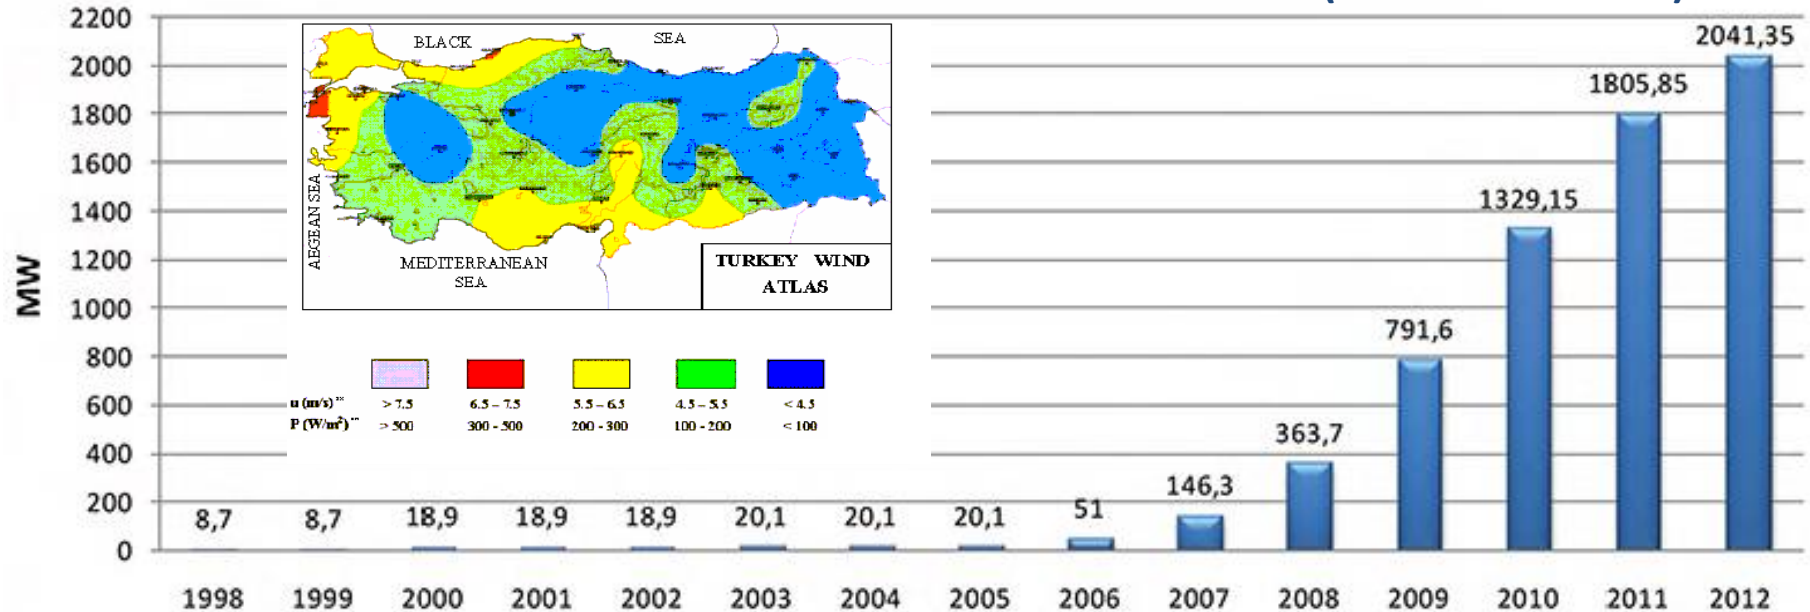 2200
2000
1800
1600
1400
1200
1000
800
600
400
200
0
MW
BLACK SEA
AEGEAN SEA
MEDITERRANEAN
SEA
TURKEY WIND
ATLAS
u (m/s) > 7.5 6.5 – 7.5 5.5 – 6.5 4.5 – 5.5 < 4.5
P (W/m²) > 500 300 - 500 200 - 300 100 - 200 < 100
8,7 8,7 18,9 18,9 18,9 20,1 20,1 20,1 51 146,3 363,7 791,6 1329,15 1805,85 2041,35
1998 1999 2000 2001 2002 2003 2004 2005 2006 2007 2008 2009 2010 2011 2012